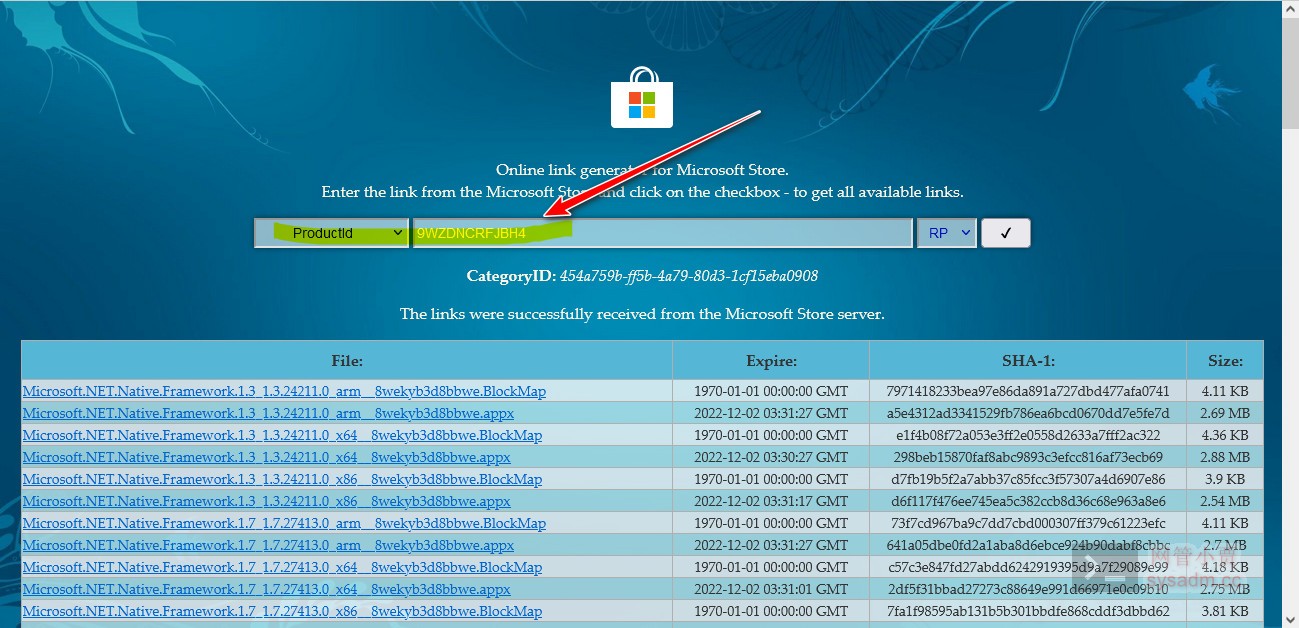 Online link generator for Microsoft Store.
Enter the link from the Microsoft Store and click on the checkbox - to get all available links.
ProductId 9WZDNCRFJBH4 RP ✓
CategoryID: 454a759b-ff5b-4a79-80d3-1cf15eba0908
The links were successfully received from the Microsoft Store server.
File: Expire: SHA-1: Size:
Microsoft.NET.Native.Framework.1.3_1.3.24211.0_arm__8wekyb3d8bbwe.BlockMap 1970-01-01 00:00:00 GMT 7971418233bea97e86da891a727dbd477afa0741 4.11 KB
Microsoft.NET.Native.Framework.1.3_1.3.24211.0_arm__8wekyb3d8bbwe.appx 2022-12-02 03:31:27 GMT a5e4312ad3341529fb786ea6bcd0670dd7e5fe7d 2.69 MB
Microsoft.NET.Native.Framework.1.3_1.3.24211.0_x64__8wekyb3d8bbwe.BlockMap 1970-01-01 00:00:00 GMT e1f4b08f72a053e3ff2e0558d2633a7fff2ac322 4.36 KB
Microsoft.NET.Native.Framework.1.3_1.3.24211.0_x64__8wekyb3d8bbwe.appx 2022-12-02 03:30:27 GMT 298beb15870faf8abc9893c3efcc816af73ecb69 2.88 MB
Microsoft.NET.Native.Framework.1.3_1.3.24211.0_x86__8wekyb3d8bbwe.BlockMap 1970-01-01 00:00:00 GMT d7fb19b5f2a7abb37c85fcc3f57307a4d6907e86 3.9 KB
Microsoft.NET.Native.Framework.1.3_1.3.24211.0_x86__8wekyb3d8bbwe.appx 2022-12-02 03:31:17 GMT d6f117f476ee745ea5c382ccb8d36c68e963a8e6 2.54 MB
Microsoft.NET.Native.Framework.1.7_1.7.27413.0_arm__8wekyb3d8bbwe.BlockMap 1970-01-01 00:00:00 GMT 73f7cd967ba9c7dd7cbd000307ff379c61223efc 4.11 KB
Microsoft.NET.Native.Framework.1.7_1.7.27413.0_arm__8wekyb3d8bbwe.appx 2022-12-02 03:31:27 GMT 641a05dbe0fd2a1aba8d6ebce924b90dabf8cbbc 2.7 MB
Microsoft.NET.Native.Framework.1.7_1.7.27413.0_x64__8wekyb3d8bbwe.BlockMap 1970-01-01 00:00:00 GMT c57c3e847fd27abdd6242919395d9a7f29089e99 4.18 KB
Microsoft.NET.Native.Framework.1.7_1.7.27413.0_x64__8wekyb3d8bbwe.appx 2022-12-02 03:31:01 GMT 2df5f31bbad27273c88649e991d66971e0c09b10 2.75 MB
Microsoft.NET.Native.Framework.1.7_1.7.27413.0_x86__8wekyb3d8bbwe.BlockMap 1970-01-01 00:00:00 GMT 7fa1f98595ab131b5b301bbdfe868cddf3dbbd62 3.81 KB
网管小贾
sysadm.cc